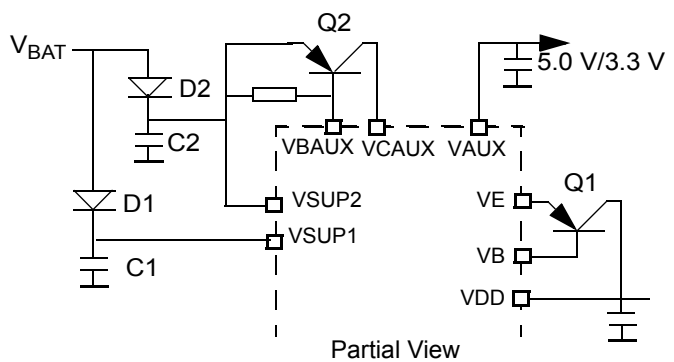 Q2
VBAT
5.0 V/3.3 V
D2
C2
VBAUX VCAUX VAUX
Q1
D1
VSUP2
VE
VSUP1
VB
C1
VDD
Partial View